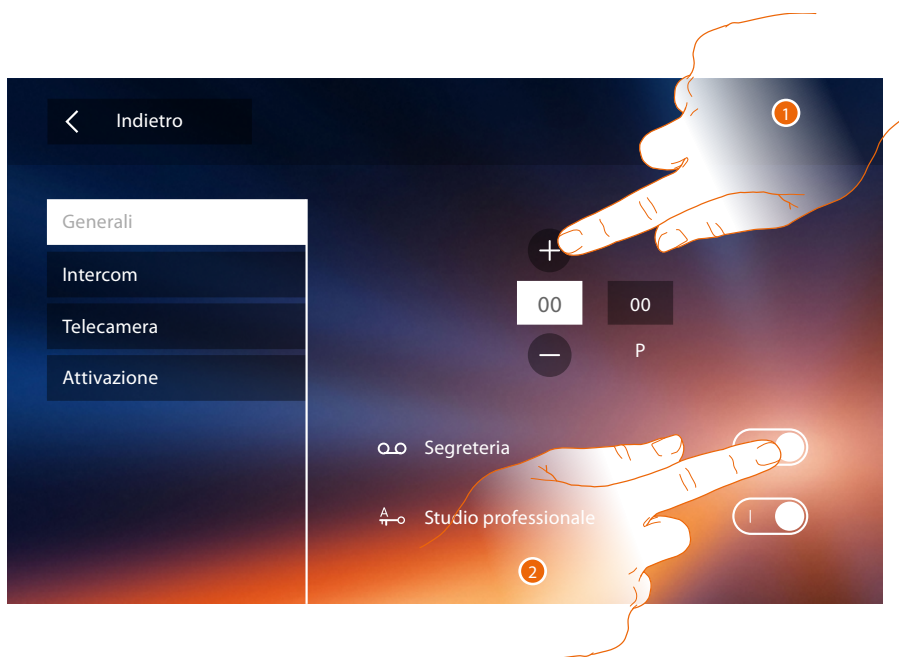 Indietro
Generali
Intercom
Telecamera
Attivazione
1
00 00
P
Segreteria
A
Studio professionale
2